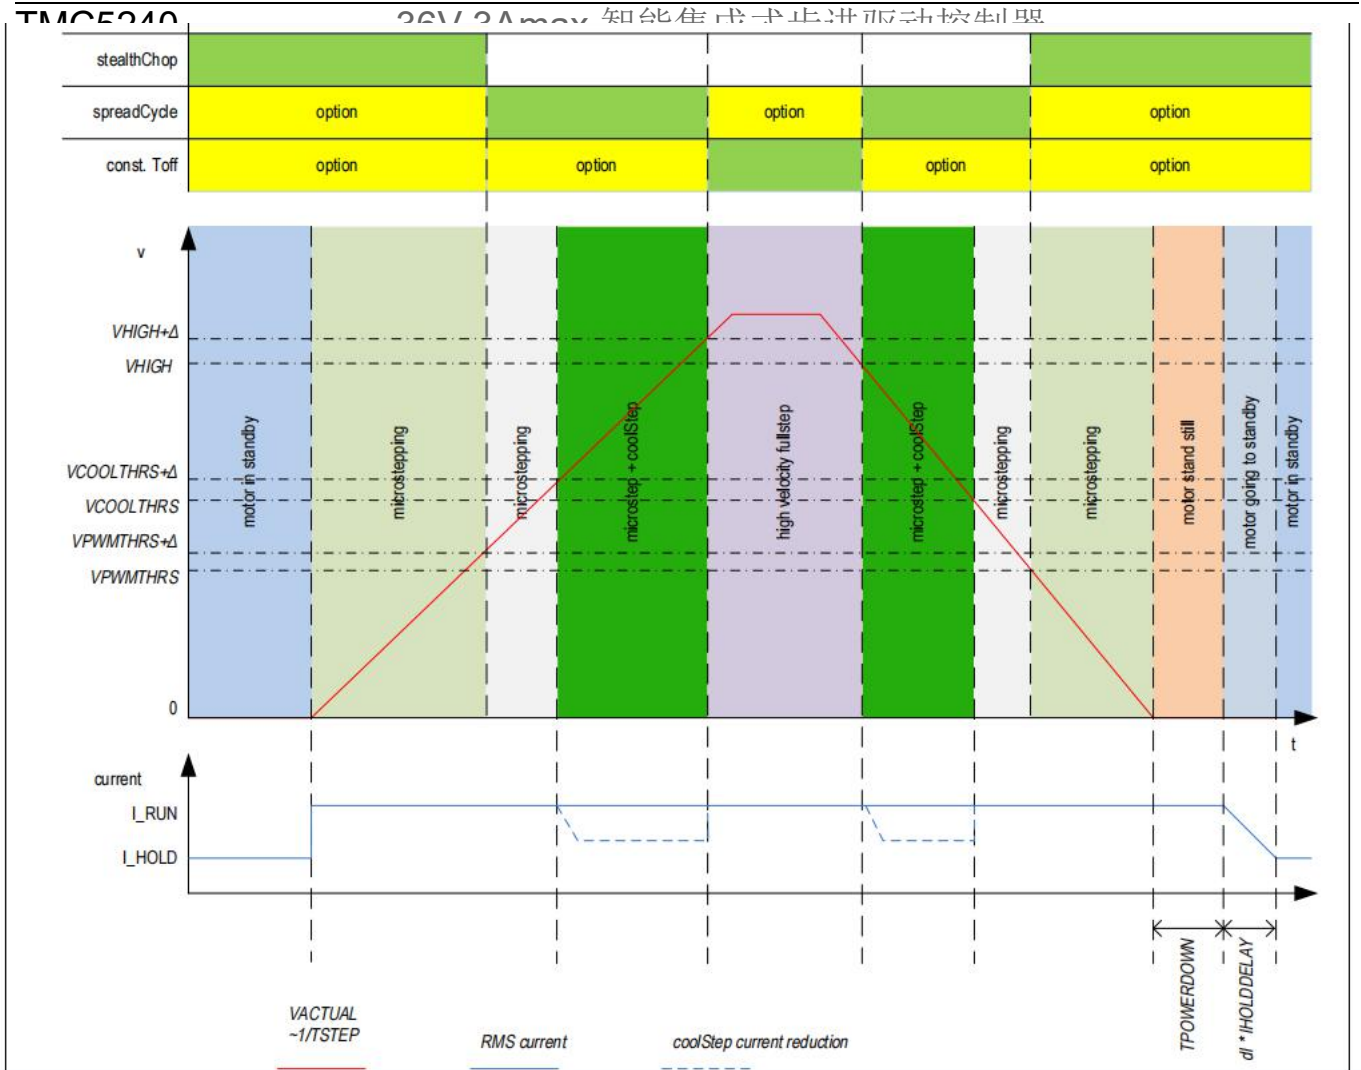 TMC5240 36V 3Amax 智能集成式步进驱动控制器
stealthChop
spreadCycle option option option
const. Toff option option option option
v
VHIGH+Δ
VHIGH
VCOOLTHRS+Δ
VCOOLTHRS
VPWMTHRS+Δ
VPWMTHRS
0
motor in standby
microstepping
microstepping
microstep + coolStep
high velocity fullstep
microstep + coolStep
microstepping
microstepping
motor stand still
motor going to standby
motor in standby
t
current
I_RUN
I_HOLD
TPOWERDOWN
dI * IHOLDDELAY
VACTUAL
~1/TSTEP
RMS current
coolStep current reduction